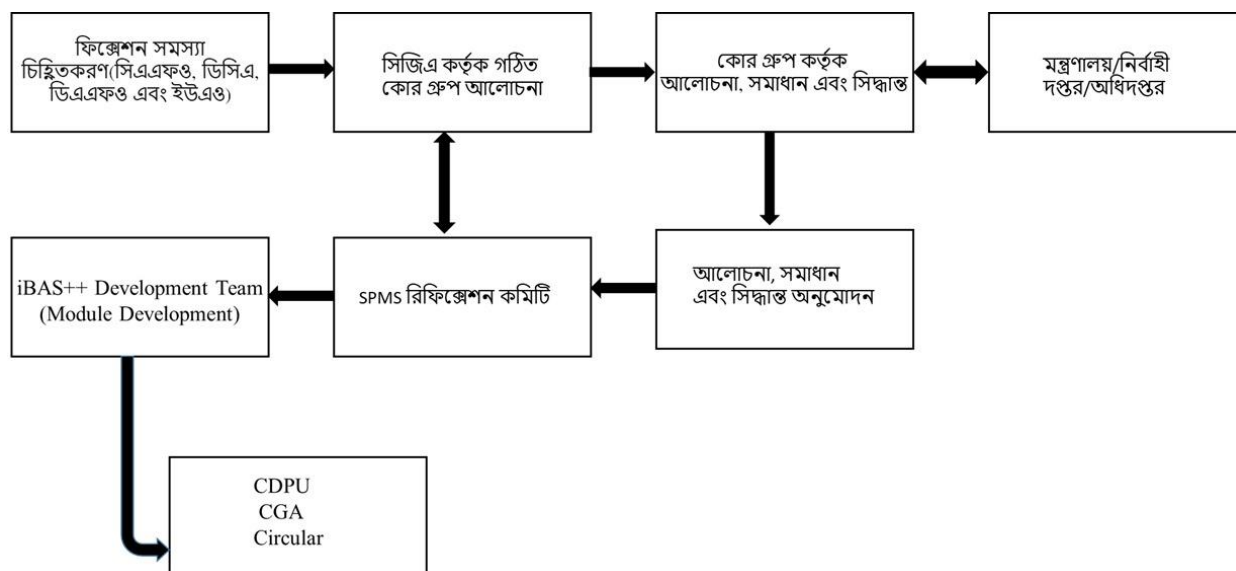 ফিক্সেশন সমস্যা
চিহ্নিতকরণ(সিএএফও, ডিসিএ,
ডিএএফও এবং ইউএও)
সিজিএ কর্তৃক গঠিত
কোর গ্রুপ আলোচনা
কোর গ্রুপ কর্তৃক
আলোচনা, সমাধান এবং সিদ্ধান্ত
মন্ত্রণালয়/নির্বাহী
দপ্তর/অধিদপ্তর
iBAS++ Development Team
(Module Development)
SPMS রিফিক্সেশন কমিটি
আলোচনা, সমাধান
এবং সিদ্ধান্ত অনুমোদন
CDPU
CGA
Circular